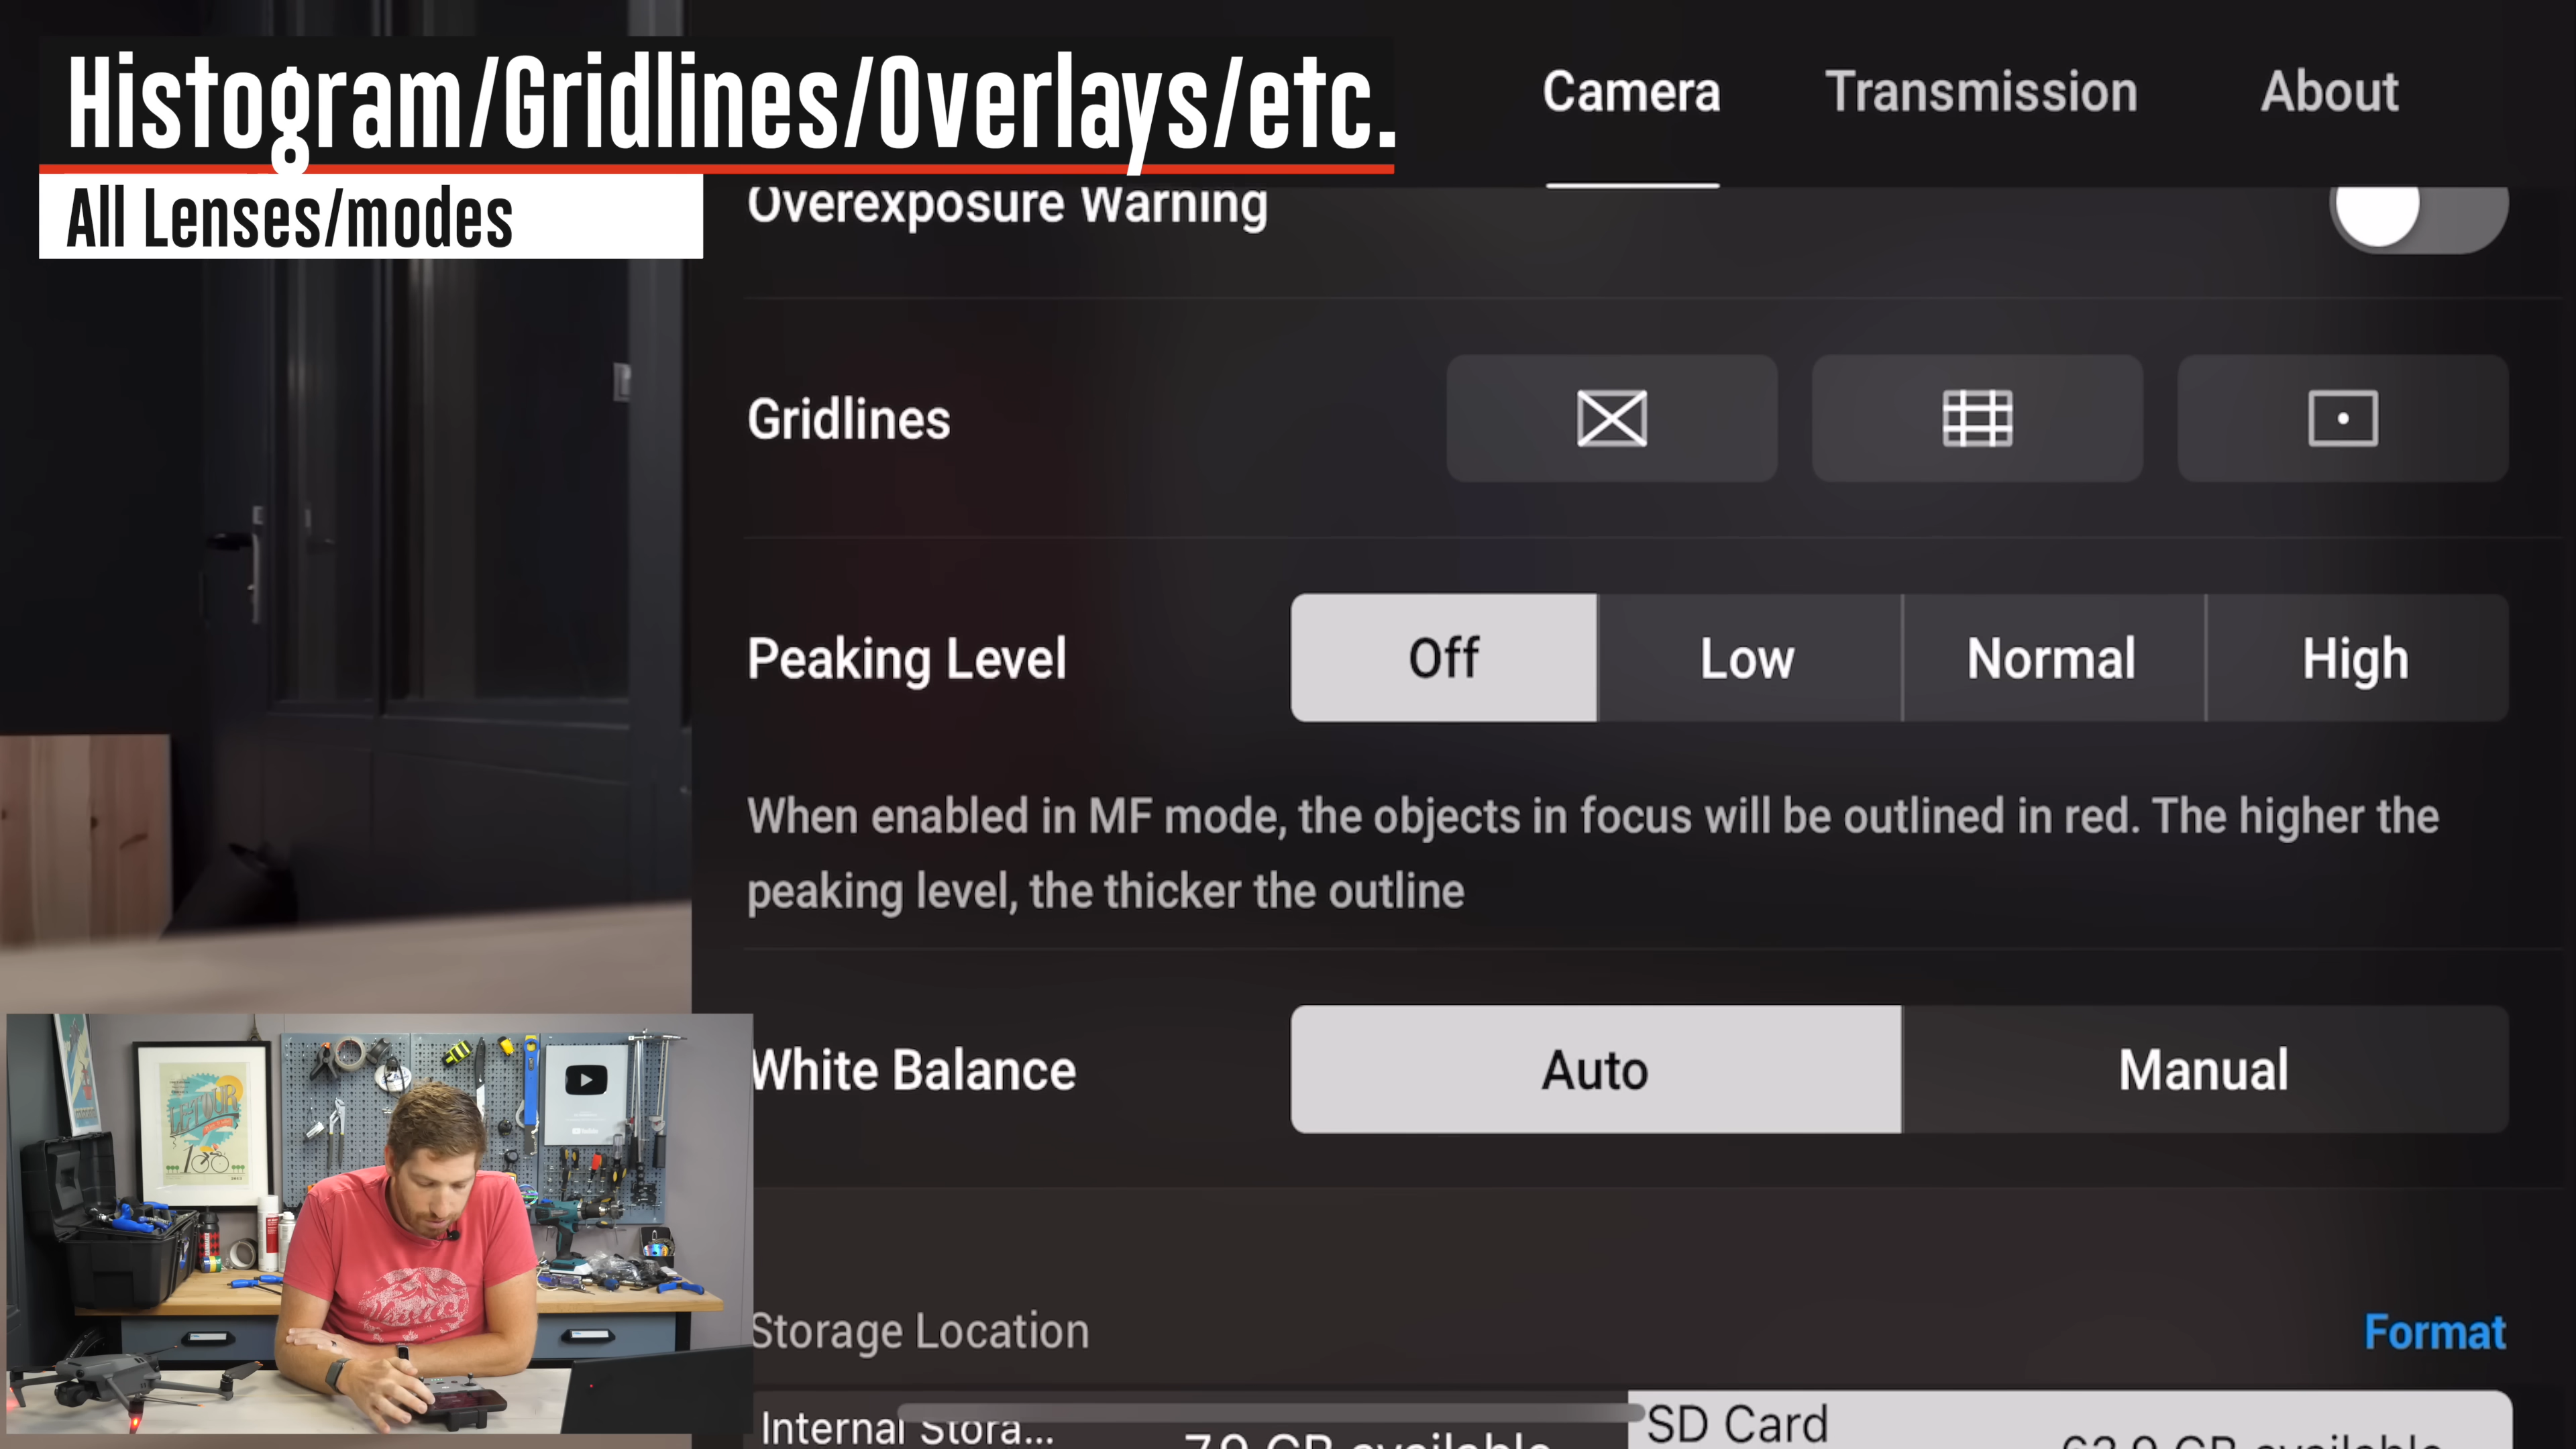 Histogram/Gridlines/Overlays/etc.
All Lenses/modes
Camera
Transmission
About
Overexposure Warning
Gridlines
Peaking Level
Off
Low
Normal
High
When enabled in MF mode, the objects in focus will be outlined in red. The higher the
peaking level, the thicker the outline
White Balance
Auto
Manual
Storage Location
Format
Internal Stora...
SD Card